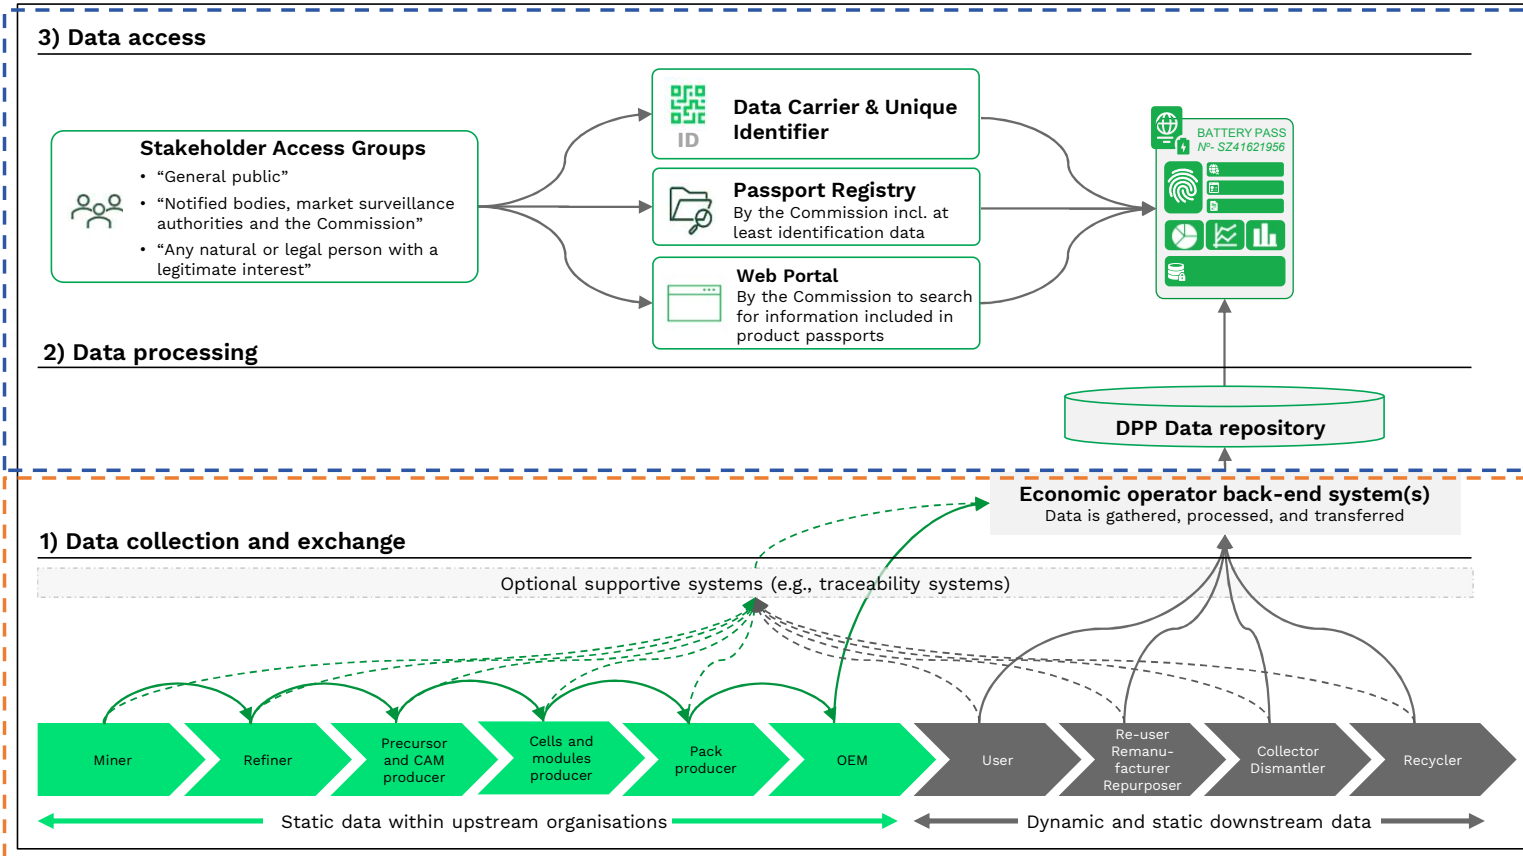 3) Data access
Stakeholder Access Groups
• “General public”
• “Notified bodies, market surveillance
authorities and the Commission”
• “Any natural or legal person with a
legitimate interest”
ID
Data Carrier & Unique
Identifier
Passport Registry
By the Commission incl. at
least identification data
Web Portal
By the Commission to search
for information included in
product passports
BATTERY PASS
Nº- SZ41621956
2) Data processing
DPP Data repository
Economic operator back-end system(s)
Data is gathered, processed, and transferred
1) Data collection and exchange
Optional supportive systems (e.g., traceability systems)
Miner
Refiner
Precursor
and CAM
producer
Cells and
modules
producer
Pack
producer
OEM
User
Re-user
Remanu-
facturer
Repurposer
Collector
Dismantler
Recycler
Static data within upstream organisations
Dynamic and static downstream data